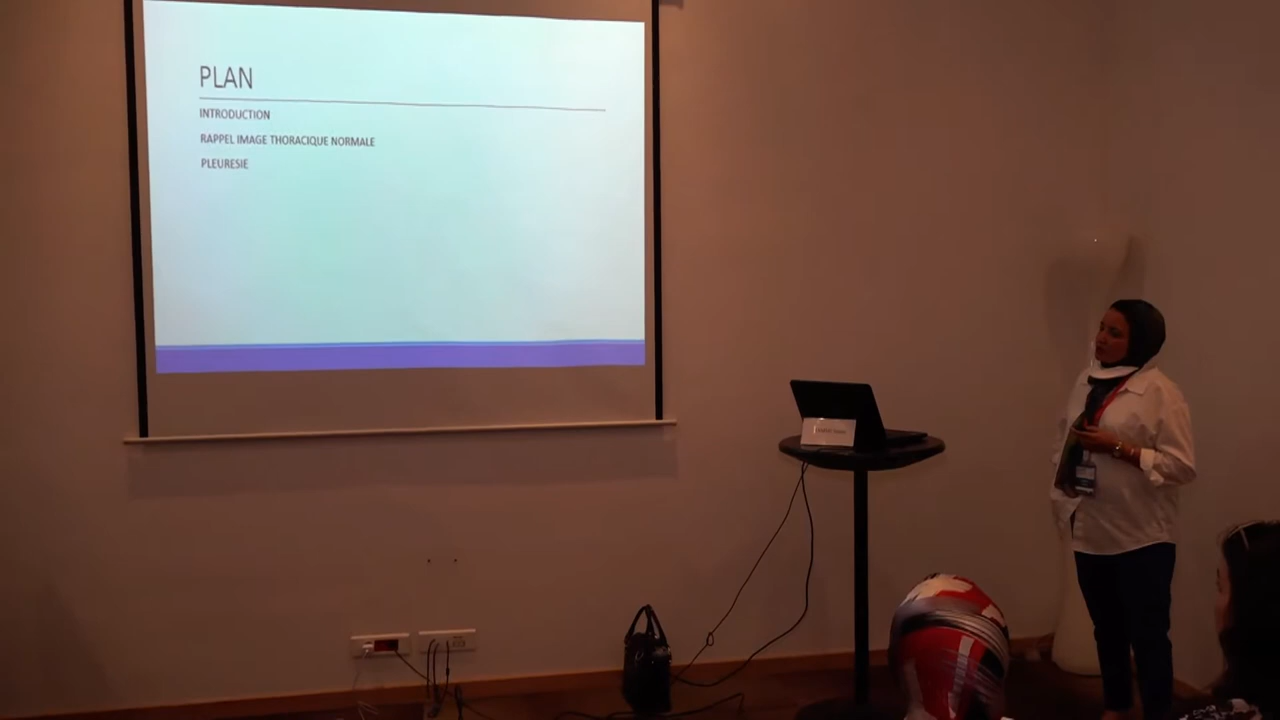 PLAN
INTRODUCTION
RAPPEL IMAGE THORACIQUE NORMALE
PLEURESIE